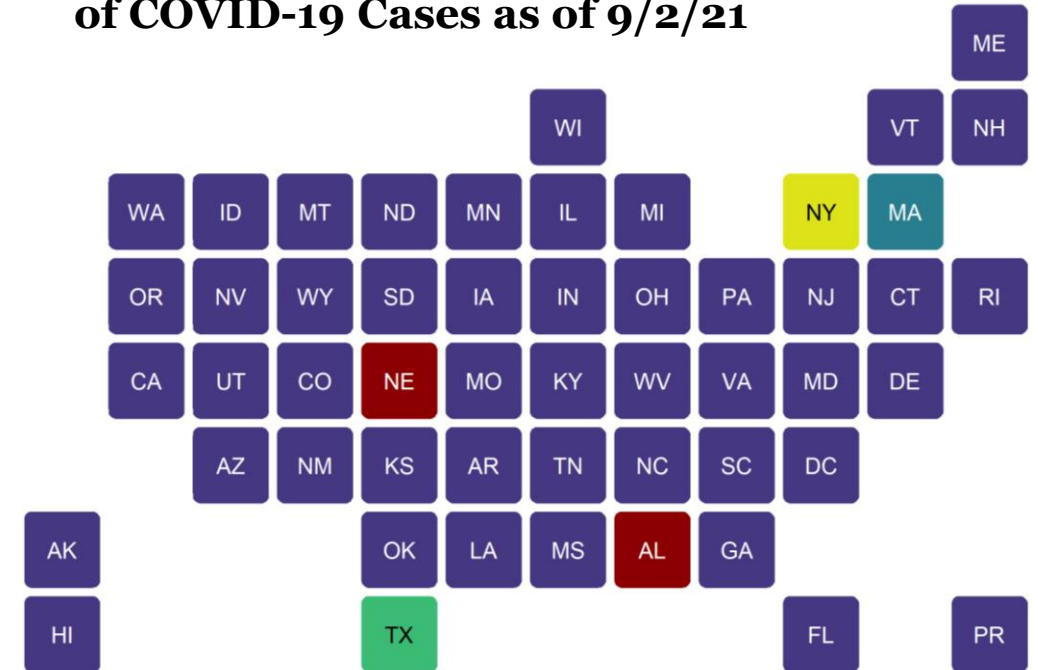 of COVID-19 Cases as of 9/2/21
ME
WI VT NH
WA ID MT ND MN IL MI NY MA
OR NV WY SD IA IN OH PA NJ CT RI
CA UT CO NE MO KY WV VA MD DE
AZ NM KS AR TN NC SC DC
AK OK LA MS AL GA
HI TX FL PR